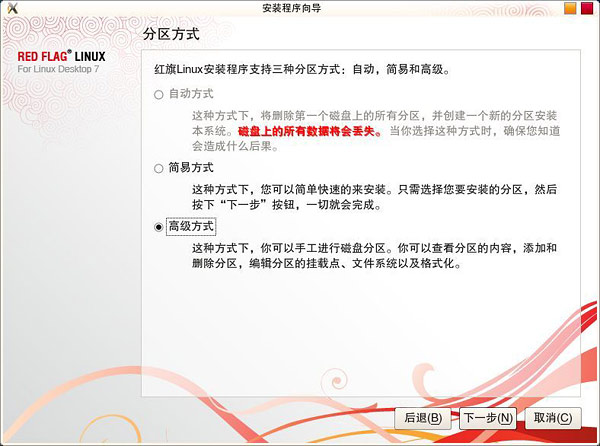 安装程序向导
分区方式
RED FLAG® LINUX
For Linux Desktop 7
红旗Linux安装程序支持三种分区方式：自动，简易和高级。
自动方式
这种方式下，将删除第一个磁盘上的所有分区，并创建一个新的分区安装
本系统。磁盘上的所有数据将会丢失。当你选择这种方式时，确保您知道
会造成什么后果。
简易方式
这种方式下，您可以简单快速的来安装。只需选择您要安装的分区，然后
按下“下一步”按钮，一切就会完成。
高级方式
这种方式下，你可以手工进行磁盘分区。你可以查看分区的内容，添加和
删除分区，编辑分区的挂载点、文件系统以及格式化。
后退(B)
下一步(N)
取消(C)